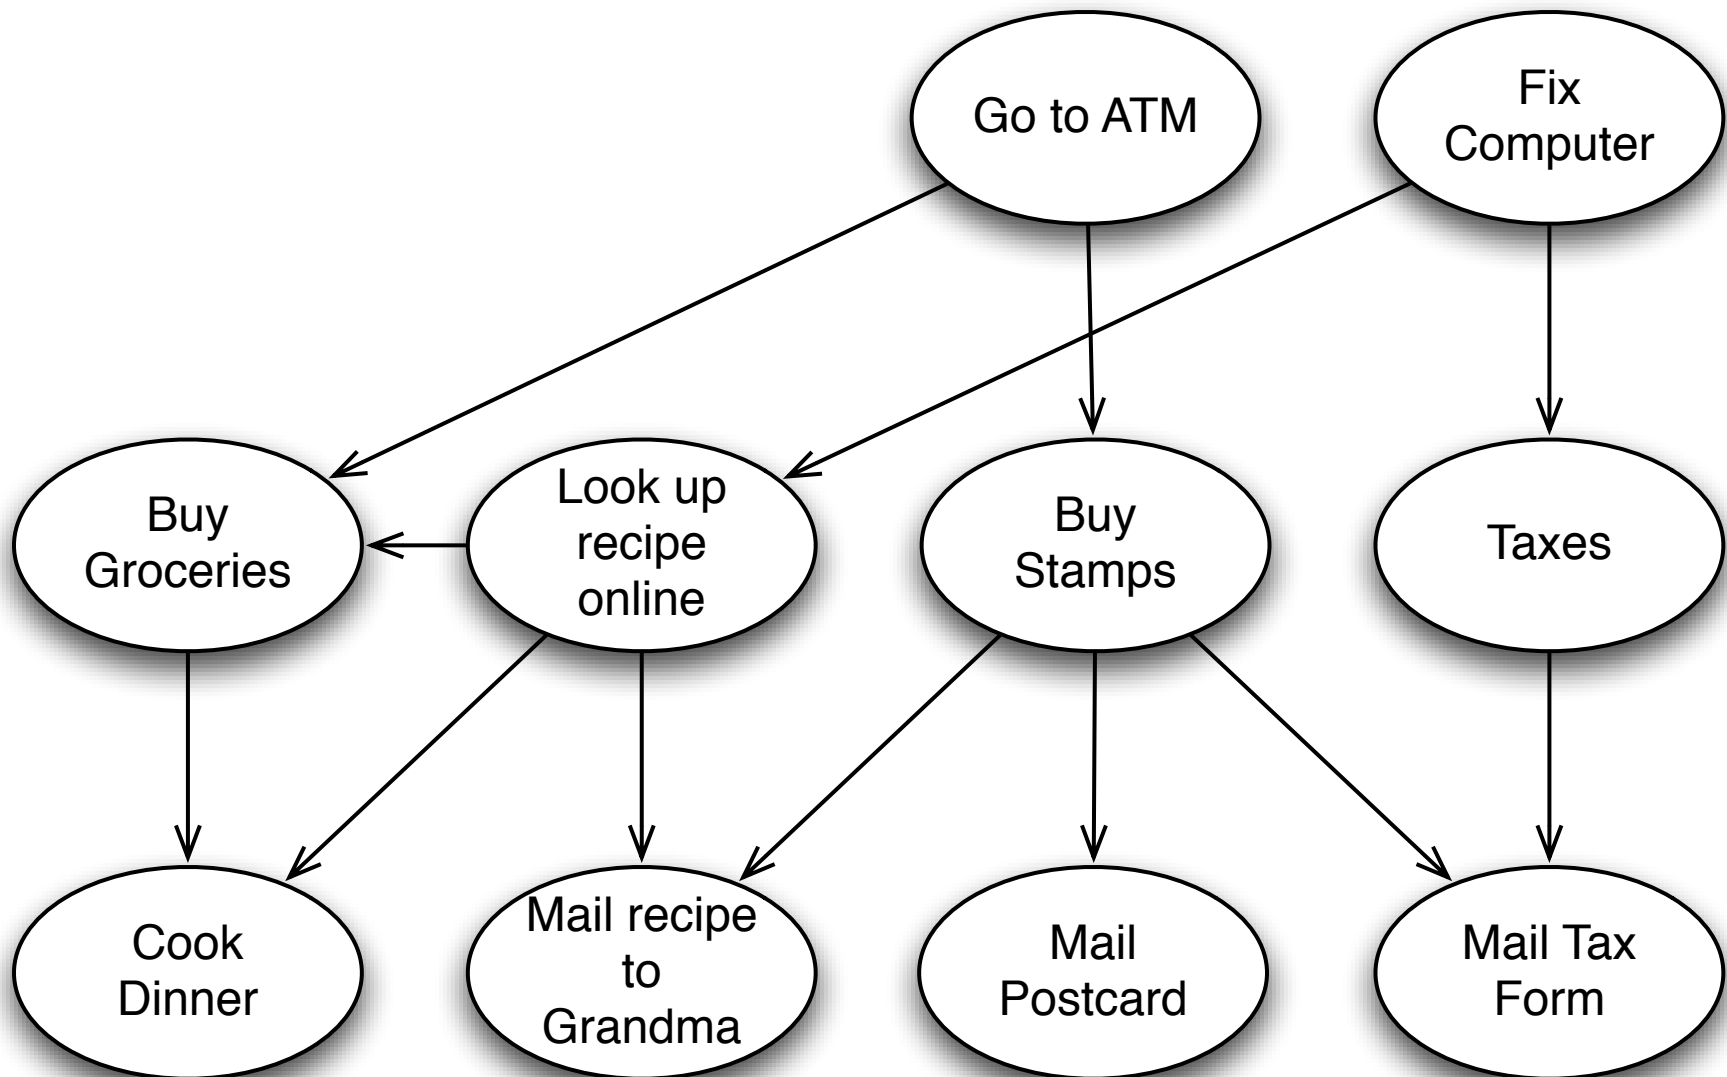 Go to ATM
Fix
Computer
Buy
Groceries
Look up
recipe
online
Buy
Stamps
Taxes
Cook
Dinner
Mail recipe
to
Grandma
Mail
Postcard
Mail Tax
Form